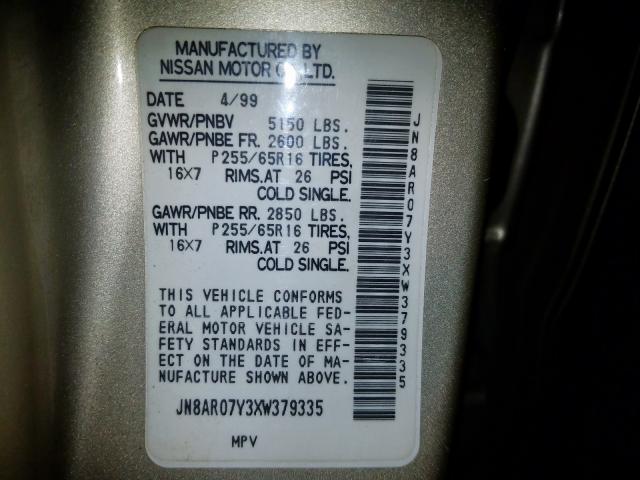 MANUFACTURED BY
NISSAN MOTOR CO., LTD.
DATE 4/99
GVWR/PNBV 5150 LBS.
GAWR/PNBE FR. 2600 LBS.
WITH P255/65R16 TIRES,
16X7 RIMS.AT 26 PSI
COLD SINGLE.
GAWR/PNBE RR. 2850 LBS.
WITH P255/65R16 TIRES,
16X7 RIMS.AT 26 PSI
COLD SINGLE.
THIS VEHICLE CONFORMS
TO ALL APPLICABLE FED-
ERAL MOTOR VEHICLE SA-
FETY STANDARDS IN EFF-
ECT ON THE DATE OF MA-
NUFACTURE SHOWN ABOVE.
JN8AR07Y3XW379335
MPV
JN8AR07Y3XW379335